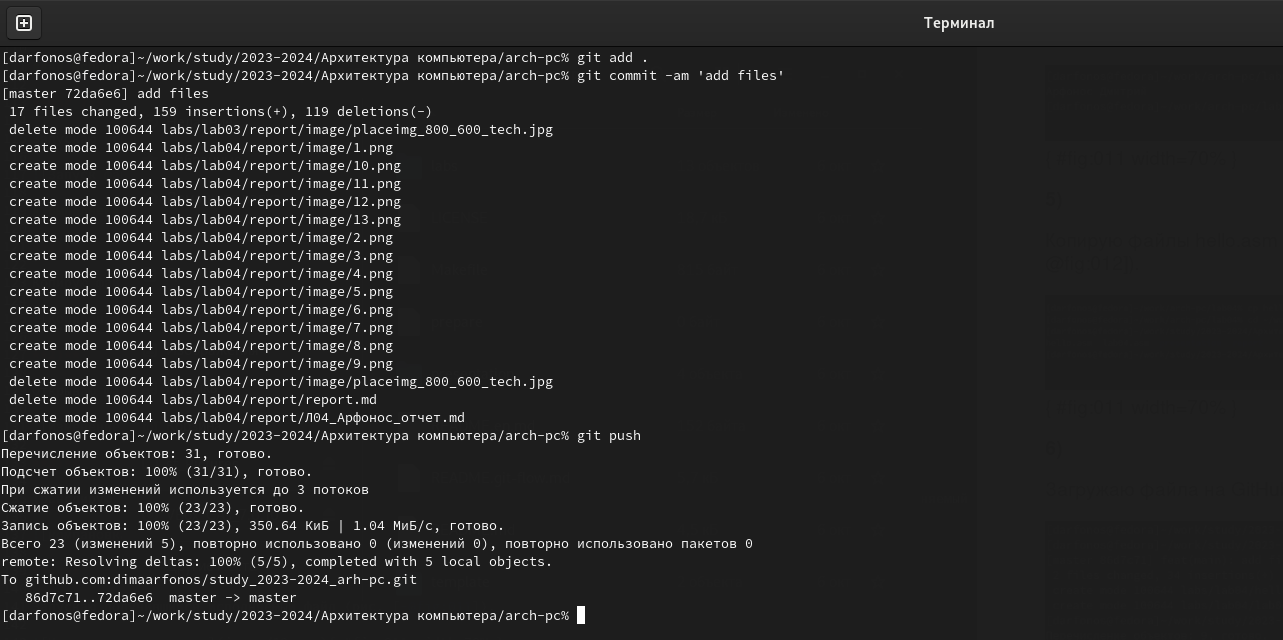 Терминал
[darfonos@fedora]~/work/study/2023-2024/Архитектура компьютера/arch-pc% git add .
[darfonos@fedora]~/work/study/2023-2024/Архитектура компьютера/arch-pc% git commit -am 'add files'
[master 72da6e6] add files
 17 files changed, 159 insertions(+), 119 deletions(-)
 delete mode 100644 labs/lab03/report/image/placeimg_800_600_tech.jpg
 create mode 100644 labs/lab04/report/image/1.png
 create mode 100644 labs/lab04/report/image/10.png
 create mode 100644 labs/lab04/report/image/11.png
 create mode 100644 labs/lab04/report/image/12.png
 create mode 100644 labs/lab04/report/image/13.png
 create mode 100644 labs/lab04/report/image/2.png
 create mode 100644 labs/lab04/report/image/3.png
 create mode 100644 labs/lab04/report/image/4.png
 create mode 100644 labs/lab04/report/image/5.png
 create mode 100644 labs/lab04/report/image/6.png
 create mode 100644 labs/lab04/report/image/7.png
 create mode 100644 labs/lab04/report/image/8.png
 create mode 100644 labs/lab04/report/image/9.png
 delete mode 100644 labs/lab04/report/image/placeimg_800_600_tech.jpg
 delete mode 100644 labs/lab04/report/report.md
 create mode 100644 labs/lab04/report/Л04_Арфонос_отчет.md
[darfonos@fedora]~/work/study/2023-2024/Архитектура компьютера/arch-pc% git push
Перечисление объектов: 31, готово.
Подсчет объектов: 100% (31/31), готово.
При сжатии изменений используется до 3 потоков
Сжатие объектов: 100% (23/23), готово.
Запись объектов: 100% (23/23), 350.64 КиБ | 1.04 МиБ/с, готово.
Всего 23 (изменений 5), повторно использовано 0 (изменений 0), повторно использовано пакетов 0
remote: Resolving deltas: 100% (5/5), completed with 5 local objects.
To github.com:dimaarfonos/study_2023-2024_arh-pc.git
   86d7c71..72da6e6  master -> master
[darfonos@fedora]~/work/study/2023-2024/Архитектура компьютера/arch-pc%